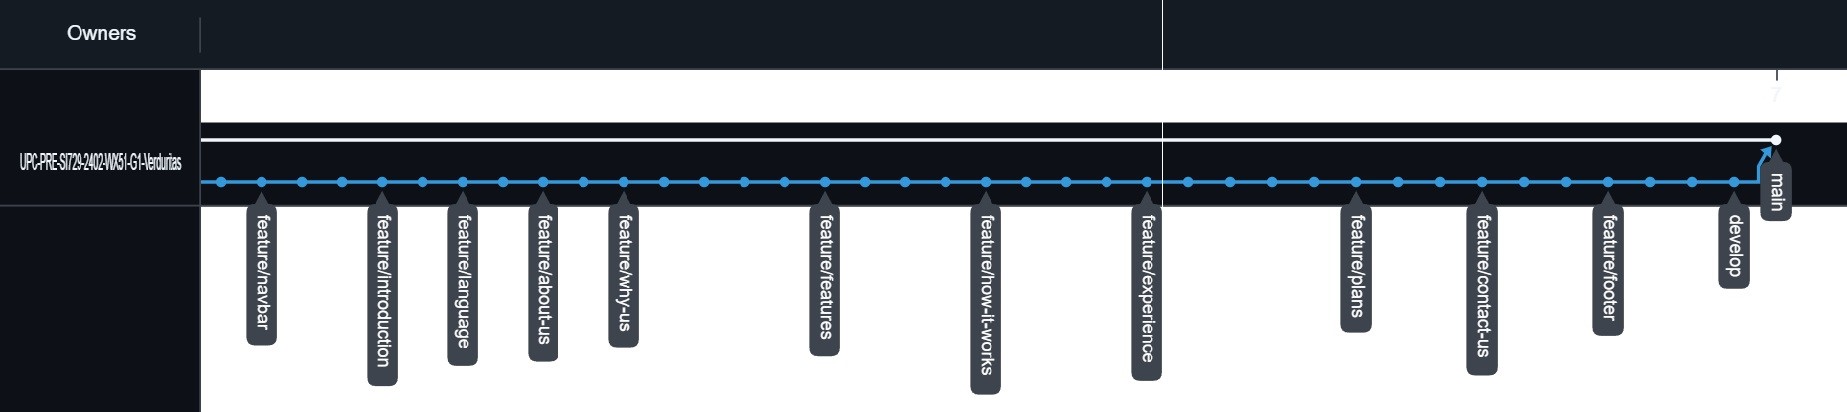 Owners
7
UPC-PRE-SI729-2402-WX51-G1-Verduritas
main
feature/navbar
feature/introduction
feature/language
feature/about-us
feature/why-us
feature/features
feature/how-it-works
feature/experience
feature/plans
feature/contact-us
feature/footer
develop